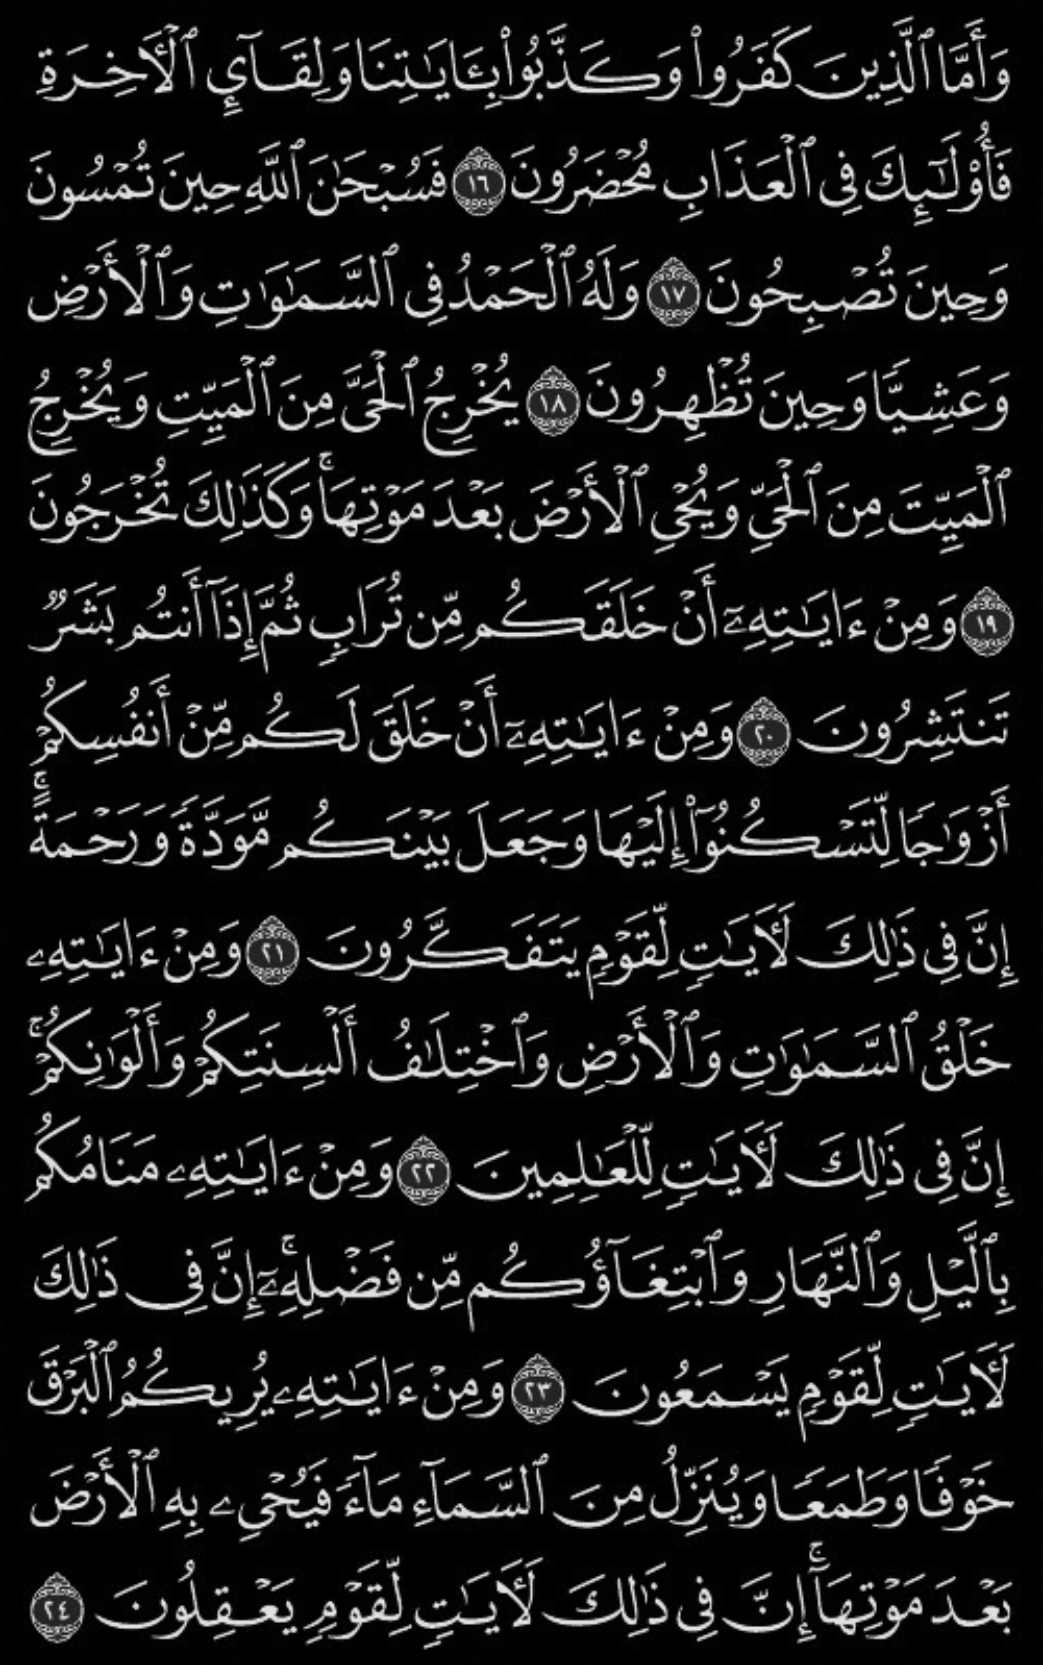 وَأَمَّا ٱلَّذِينَ كَفَرُوا۟ وَكَذَّبُوا۟ بِـَٔايَـٰتِنَا وَلِقَآئِ ٱلْـَٔاخِرَةِ
فَأُو۟لَـٰٓئِكَ فِى ٱلْعَذَابِ مُحْضَرُونَ ١٦ فَسُبْحَـٰنَ ٱللَّهِ حِينَ تُمْسُونَ
وَحِينَ تُصْبِحُونَ ١٧ وَلَهُ ٱلْحَمْدُ فِى ٱلسَّمَـٰوَٰتِ وَٱلْأَرْضِ
وَعَشِيًّا وَحِينَ تُظْهِرُونَ ١٨ يُخْرِجُ ٱلْحَىَّ مِنَ ٱلْمَيِّتِ وَيُخْرِجُ
ٱلْمَيِّتَ مِنَ ٱلْحَىِّ وَيُحْىِ ٱلْأَرْضَ بَعْدَ مَوْتِهَا ۚ وَكَذَٰلِكَ تُخْرَجُونَ
١٩ وَمِنْ ءَايَـٰتِهِۦٓ أَنْ خَلَقَكُم مِّن تُرَابٍ ثُمَّ إِذَآ أَنتُم بَشَرٌ
تَنتَشِرُونَ ٢٠ وَمِنْ ءَايَـٰتِهِۦٓ أَنْ خَلَقَ لَكُم مِّنْ أَنفُسِكُمْ
أَزْوَٰجًا لِّتَسْكُنُوٓا۟ إِلَيْهَا وَجَعَلَ بَيْنَكُم مَّوَدَّةً وَرَحْمَةً ۚ
إِنَّ فِى ذَٰلِكَ لَـَٔايَـٰتٍ لِّقَوْمٍ يَتَفَكَّرُونَ ٢١ وَمِنْ ءَايَـٰتِهِۦ
خَلْقُ ٱلسَّمَـٰوَٰتِ وَٱلْأَرْضِ وَٱخْتِلَـٰفُ أَلْسِنَتِكُمْ وَأَلْوَٰنِكُمْ ۚ
إِنَّ فِى ذَٰلِكَ لَـَٔايَـٰتٍ لِّلْعَـٰلِمِينَ ٢٢ وَمِنْ ءَايَـٰتِهِۦ مَنَامُكُم
بِٱلَّيْلِ وَٱلنَّهَارِ وَٱبْتِغَآؤُكُم مِّن فَضْلِهِۦٓ ۚ إِنَّ فِى ذَٰلِكَ
لَـَٔايَـٰتٍ لِّقَوْمٍ يَسْمَعُونَ ٢٣ وَمِنْ ءَايَـٰتِهِۦ يُرِيكُمُ ٱلْبَرْقَ
خَوْفًا وَطَمَعًا وَيُنَزِّلُ مِنَ ٱلسَّمَآءِ مَآءً فَيُحْىِۦ بِهِ ٱلْأَرْضَ
بَعْدَ مَوْتِهَآ ۚ إِنَّ فِى ذَٰلِكَ لَـَٔايَـٰتٍ لِّقَوْمٍ يَعْقِلُونَ ٢٤